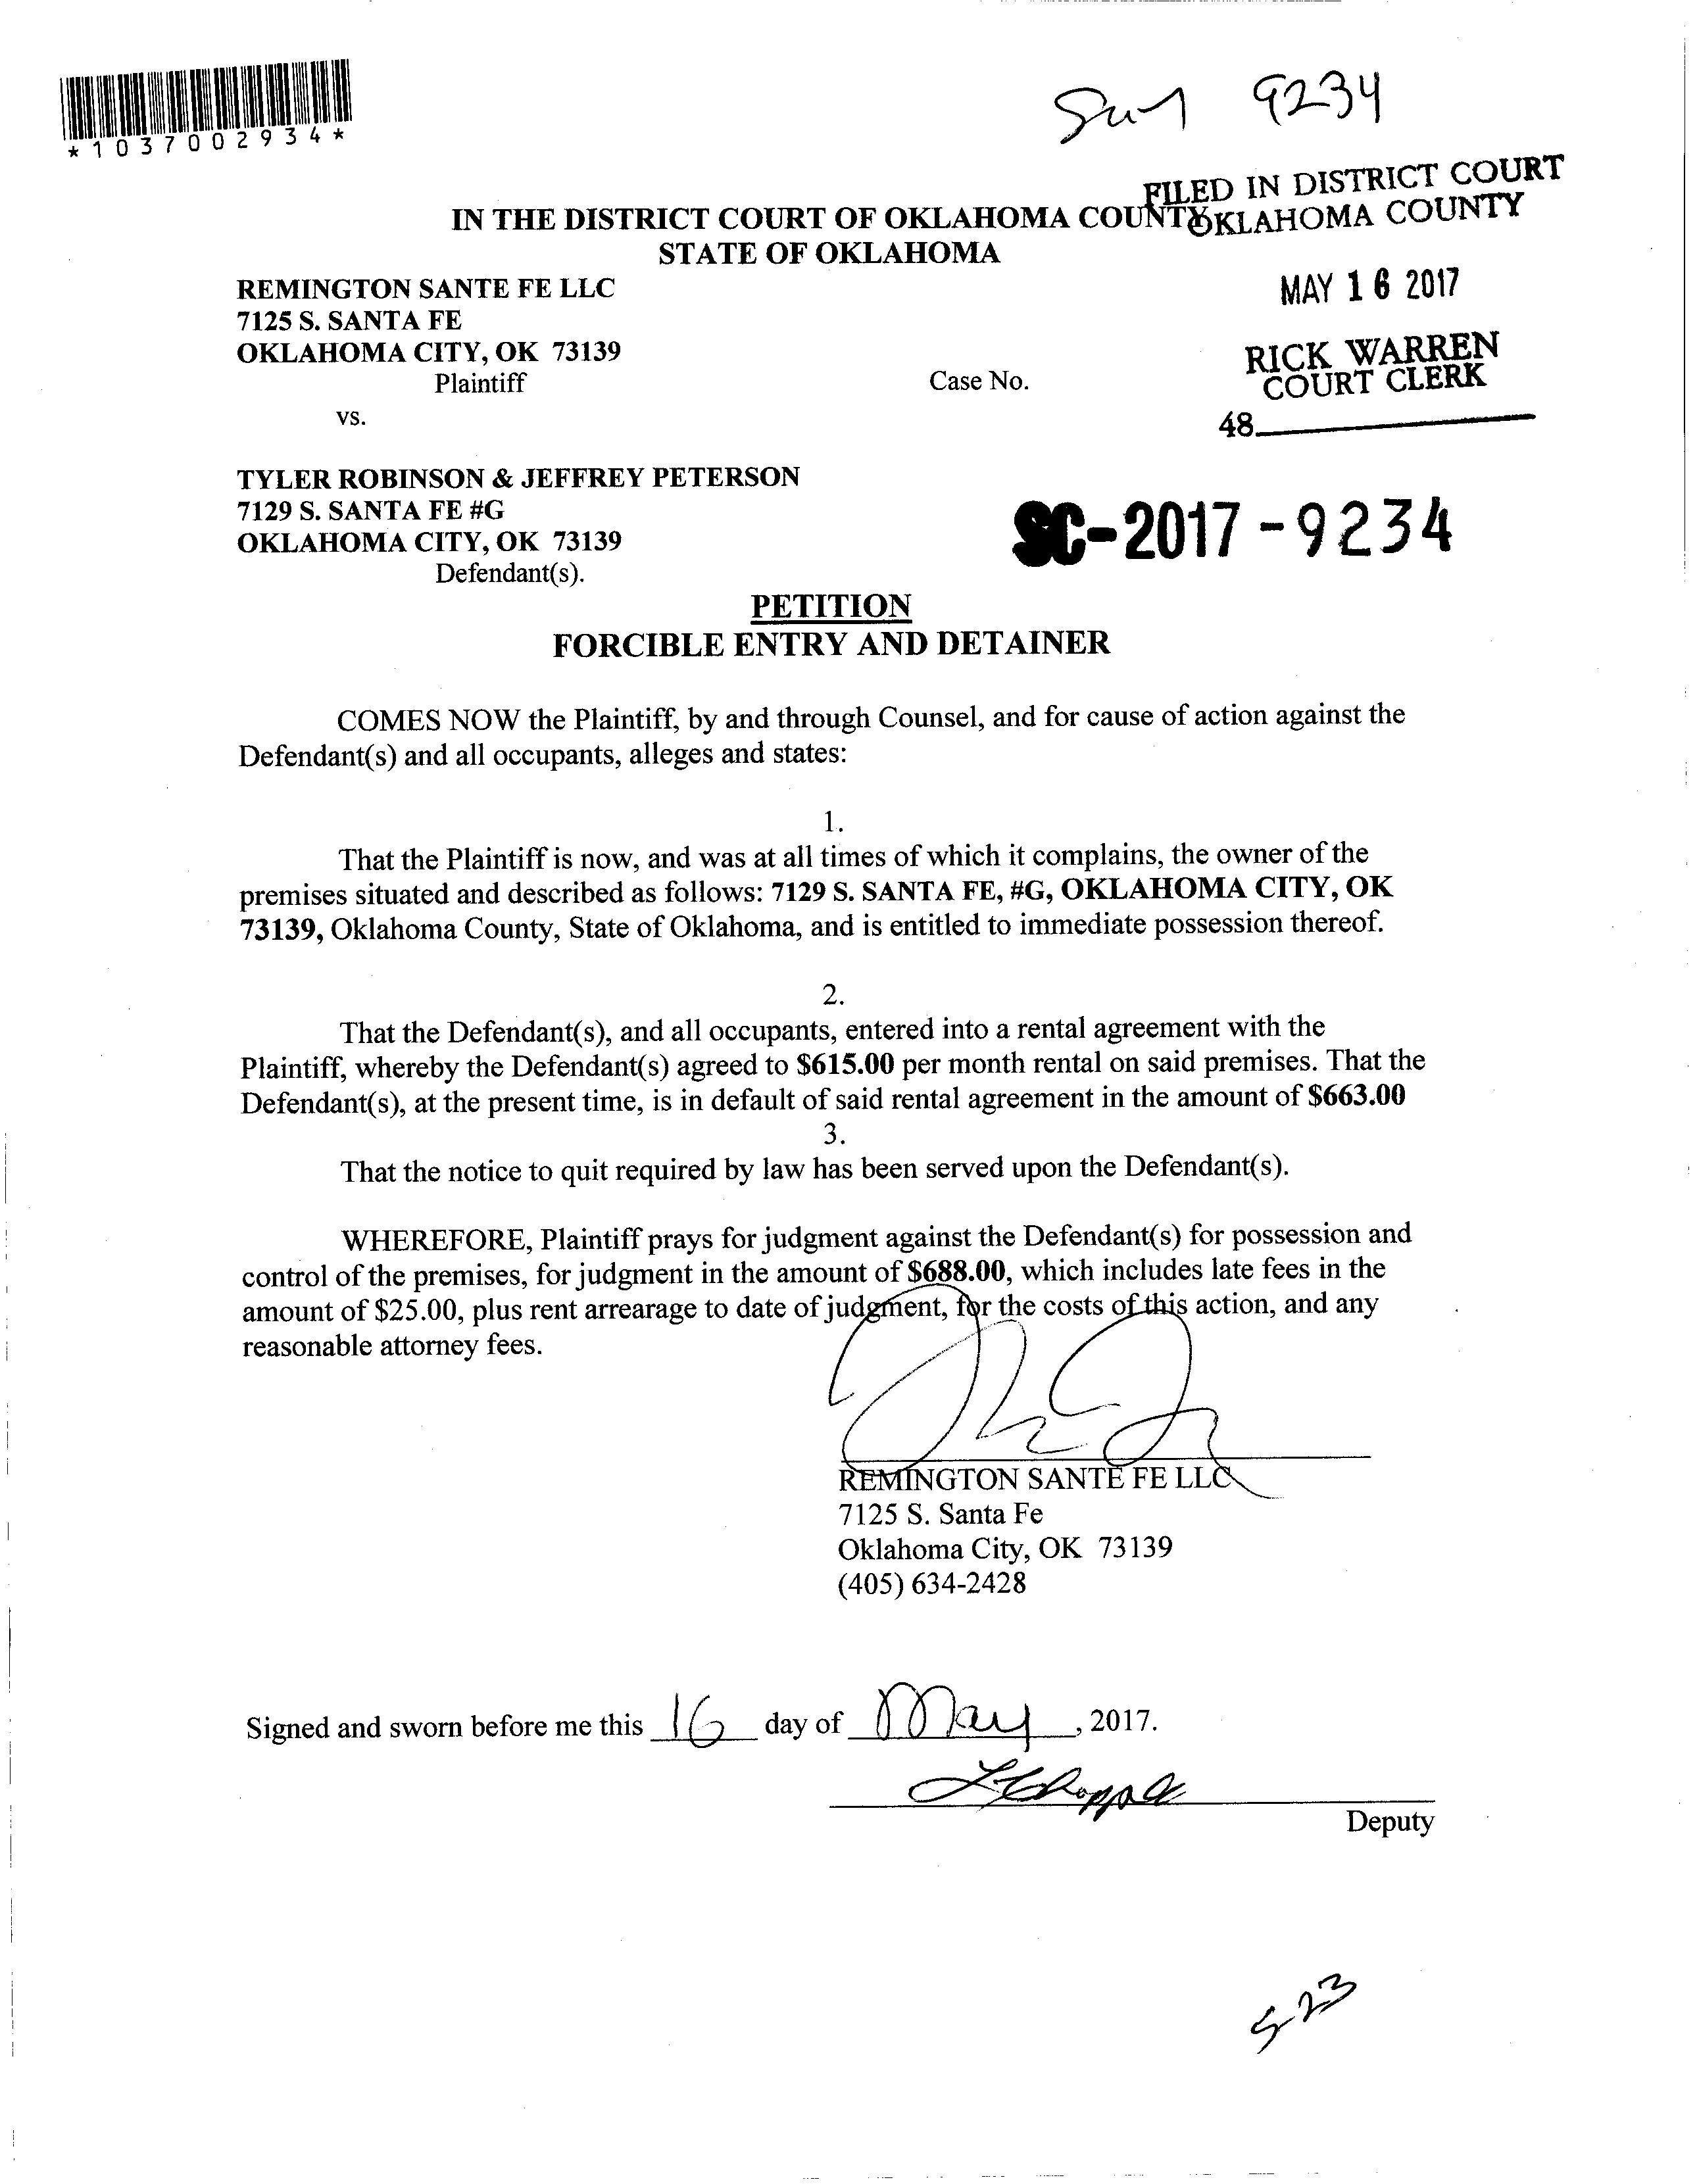 *1037002934*
9234
FILED IN DISTRICT COURT
OKLAHOMA COUNTY
IN THE DISTRICT COURT OF OKLAHOMA COUNTY
STATE OF OKLAHOMA
REMINGTON SANTE FE LLC
7125 S. SANTA FE
OKLAHOMA CITY, OK 73139
Plaintiff
MAY 16 2017
RICK WARREN
COURT CLERK
Case No.
vs.
48
TYLER ROBINSON & JEFFREY PETERSON
7129 S. SANTA FE #G
OKLAHOMA CITY, OK 73139
Defendant(s).
SC-2017-9234
PETITION
FORCIBLE ENTRY AND DETAINER
COMES NOW the Plaintiff, by and through Counsel, and for cause of action against the
Defendant(s) and all occupants, alleges and states:
1.
That the Plaintiff is now, and was at all times of which it complains, the owner of the
premises situated and described as follows: 7129 S. SANTA FE, #G, OKLAHOMA CITY, OK
73139, Oklahoma County, State of Oklahoma, and is entitled to immediate possession thereof.
2.
That the Defendant(s), and all occupants, entered into a rental agreement with the
Plaintiff, whereby the Defendant(s) agreed to $615.00 per month rental on said premises. That the
Defendant(s), at the present time, is in default of said rental agreement in the amount of $663.00
3.
That the notice to quit required by law has been served upon the Defendant(s).
WHEREFORE, Plaintiff prays for judgment against the Defendant(s) for possession and
control of the premises, for judgment in the amount of $688.00, which includes late fees in the
amount of $25.00, plus rent arrearage to date of judgment, for the costs of this action, and any
reasonable attorney fees.
REMINGTON SANTE FE LLC
7125 S. Santa Fe
Oklahoma City, OK 73139
(405) 634-2428
Signed and sworn before me this 16 day of May, 2017.
Deputy
5-23